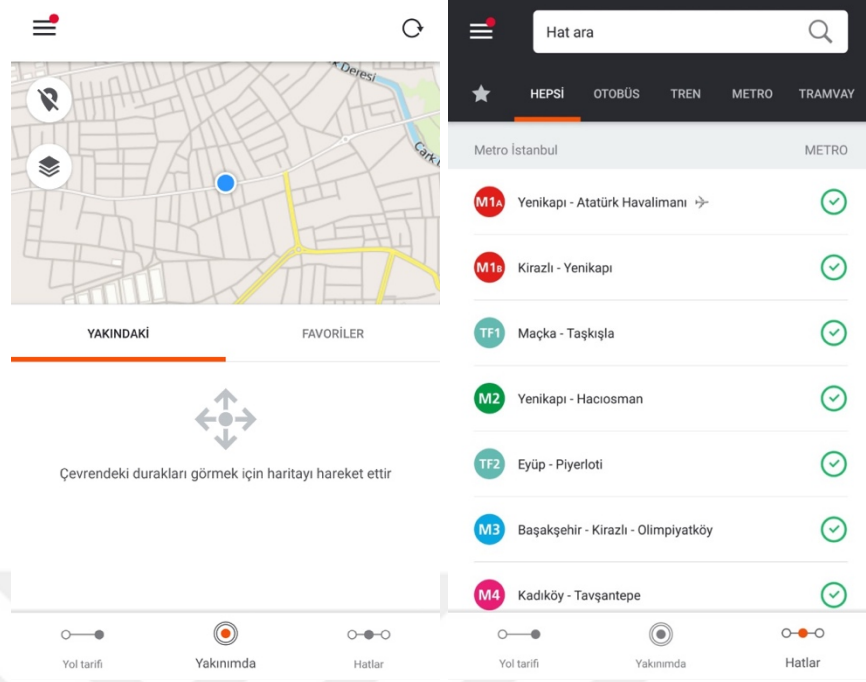 k Deresi
Çark
YAKINDAKİ
FAVORİLER
Çevrendeki durakları görmek için haritayı hareket ettir
Yol tarifi
Yakınımda
Hatlar
Hat ara
HEPSİ
OTOBÜS
TREN
METRO
TRAMVAY
Metro İstanbul
METRO
M1A Yenikapı - Atatürk Havalimanı
M1B Kirazlı - Yenikapı
TF1 Maçka - Taşkışla
M2 Yenikapı - Hacıosman
TF2 Eyüp - Piyerloti
M3 Başakşehir - Kirazlı - Olimpiyatköy
M4 Kadıköy - Tavşantepe
Yol tarifi
Yakınımda
Hatlar